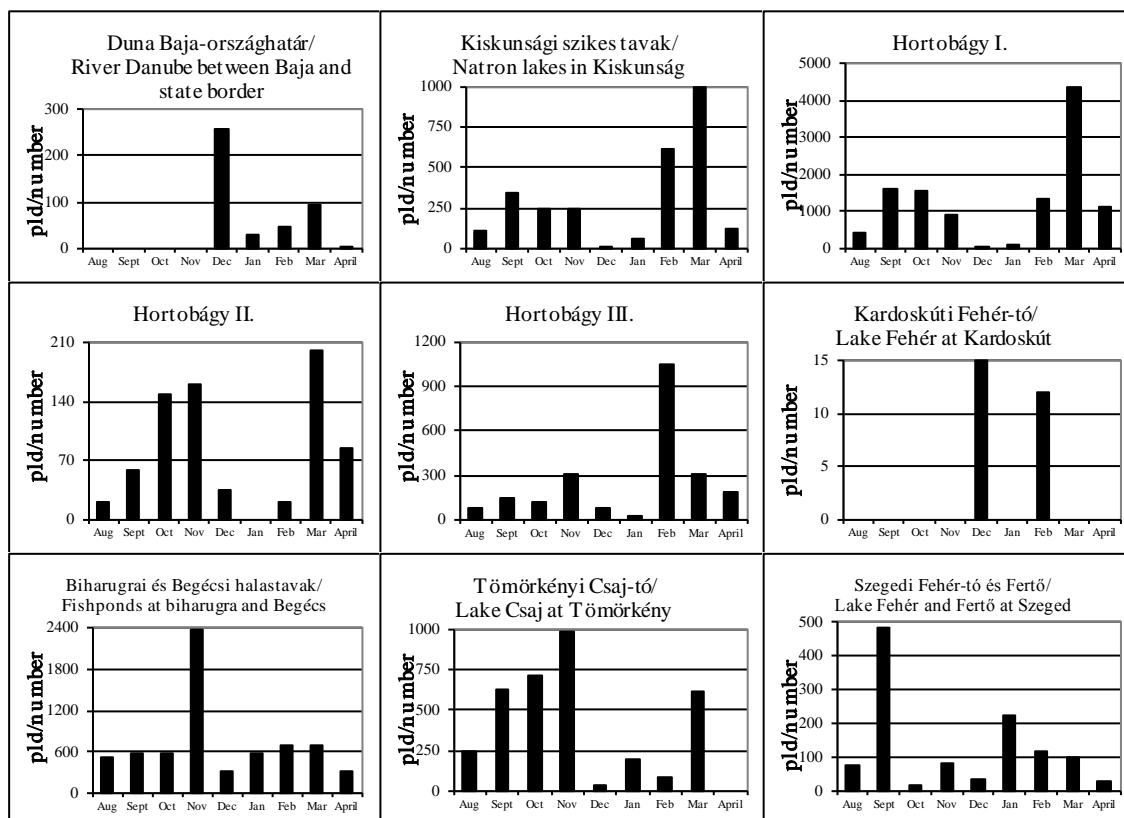 Duna Baja-országhatár/
River Danube between Baja and
state border
pld/number
300
200
100
0
Aug Sept Oct Nov Dec Jan Feb Mar April
Kiskunsági szikes tavak/
Natron lakes in Kiskunság
pld/number
1000
750
500
250
0
Aug Sept Oct Nov Dec Jan Feb Mar April
Hortobágy I.
pld/number
5000
4000
3000
2000
1000
0
Aug Sept Oct Nov Dec Jan Feb Mar April
Hortobágy II.
pld/number
210
140
70
0
Aug Sept Oct Nov Dec Jan Feb Mar April
Hortobágy III.
pld/number
1200
900
600
300
0
Aug Sept Oct Nov Dec Jan Feb Mar April
Kardoskúti Fehér-tó/
Lake Fehér at Kardoskút
pld/number
15
10
5
0
Aug Sept Oct Nov Dec Jan Feb Mar April
Biharugrai és Begécsi halastavak/
Fishponds at biharugra and Begécs
pld/number
2400
1800
1200
600
0
Aug Sept Oct Nov Dec Jan Feb Mar April
Tömörkényi Csaj-tó/
Lake Csaj at Tömörkény
pld/number
1000
750
500
250
0
Aug Sept Oct Nov Dec Jan Feb Mar April
Szegedi Fehér-tó és Fertő/
Lake Fehér and Fertő at Szeged
pld/number
500
400
300
200
100
0
Aug Sept Oct Nov Dec Jan Feb Mar April